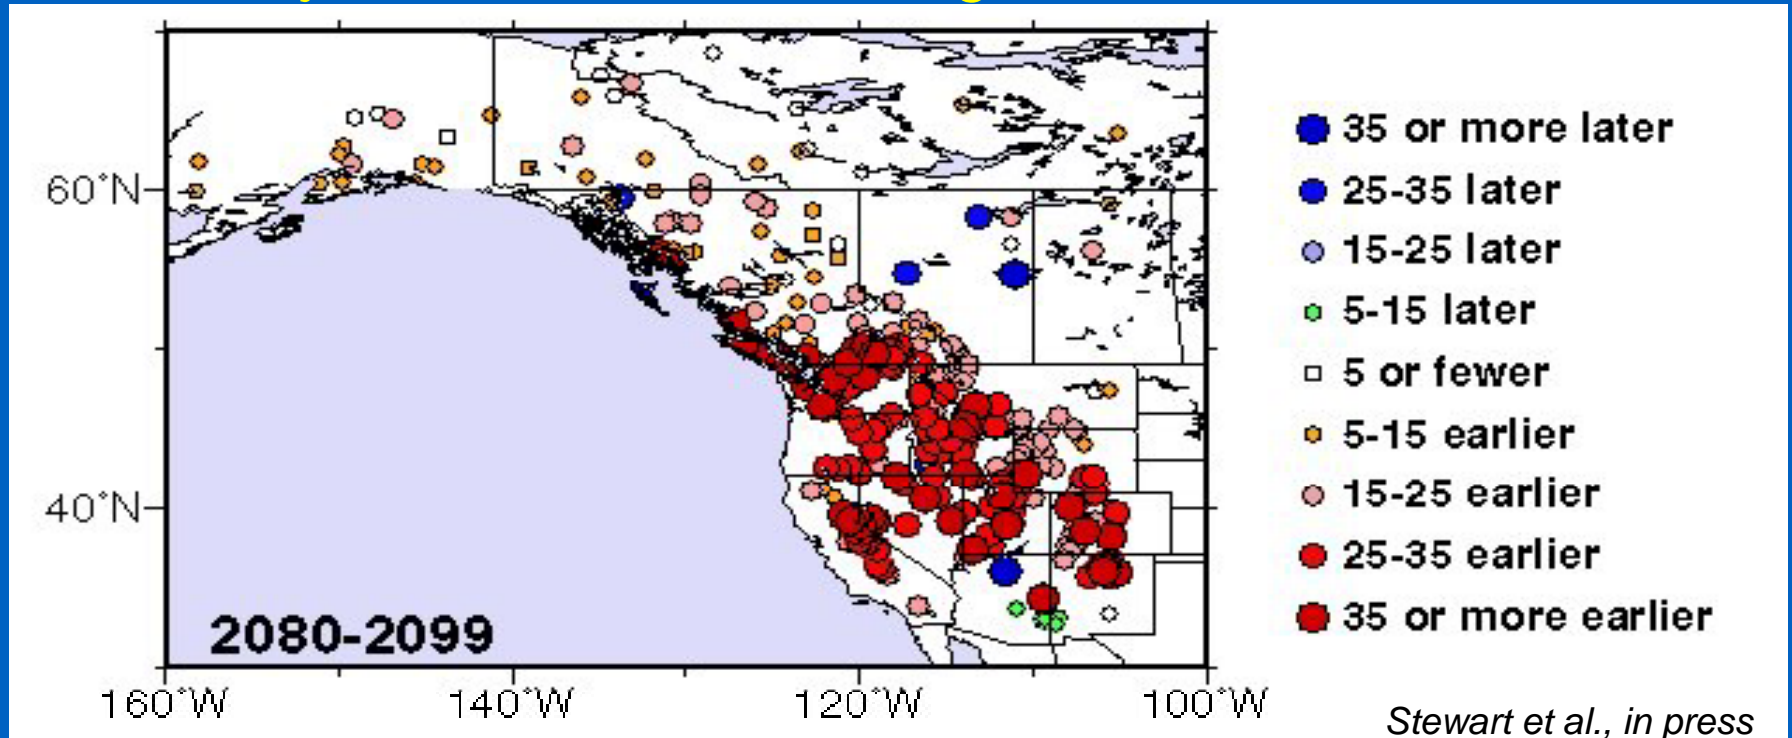 60°N
40°N
2080-2099
160°W 140°W 120°W 100°W
35 or more later
25-35 later
15-25 later
5-15 later
5 or fewer
5-15 earlier
15-25 earlier
25-35 earlier
35 or more earlier
Stewart et al., in press